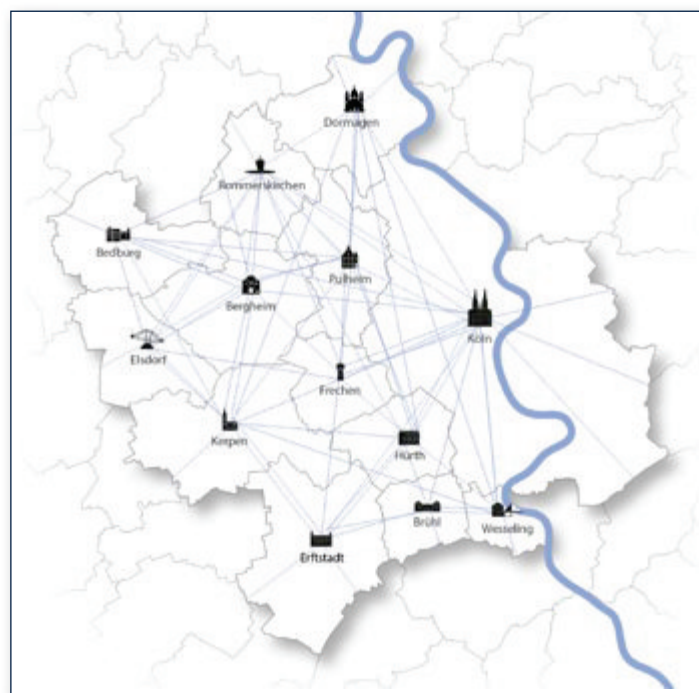 Dormagen
Rommerskirchen
Bedburg
Pulheim
Bergheim
Köln
Elsdorf
Frechen
Kerpen
Hürth
Brühl
Wesseling
Erftstadt